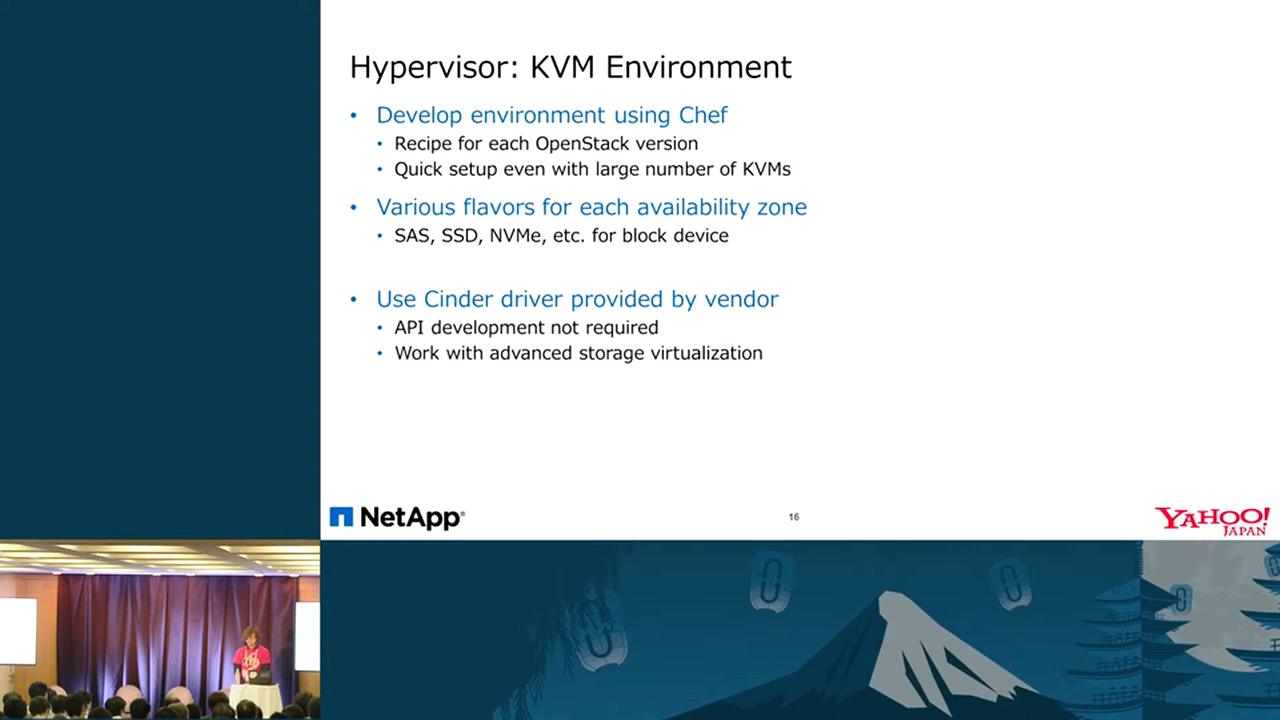 Hypervisor: KVM Environment
• Develop environment using Chef
• Recipe for each OpenStack version
• Quick setup even with large number of KVMs
• Various flavors for each availability zone
• SAS, SSD, NVMe, etc. for block device
• Use Cinder driver provided by vendor
• API development not required
• Work with advanced storage virtualization
NetApp®
16
YAHOO!
JAPAN